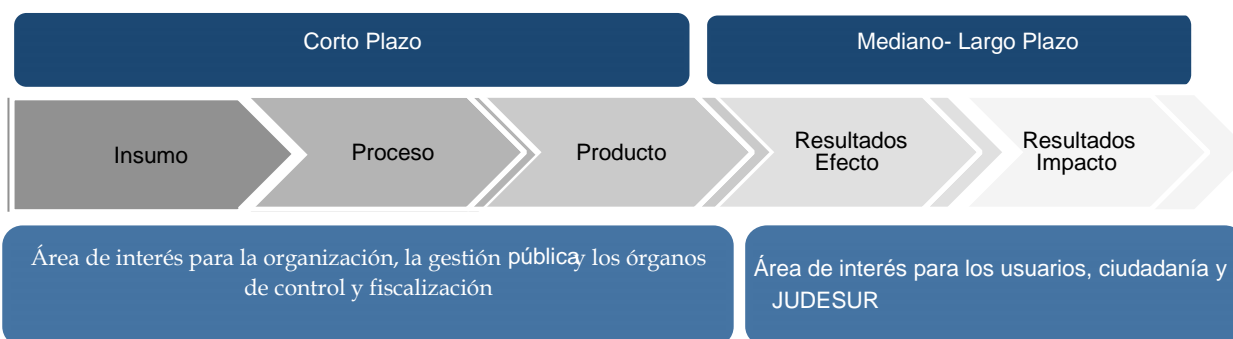 Corto Plazo
Mediano- Largo Plazo
Insumo
Proceso
Producto
Resultados
Efecto
Resultados
Impacto
Área de interés para la organización, la gestión pública y los órganos
de control y fiscalización
Área de interés para los usuarios, ciudadanía y
JUDESUR